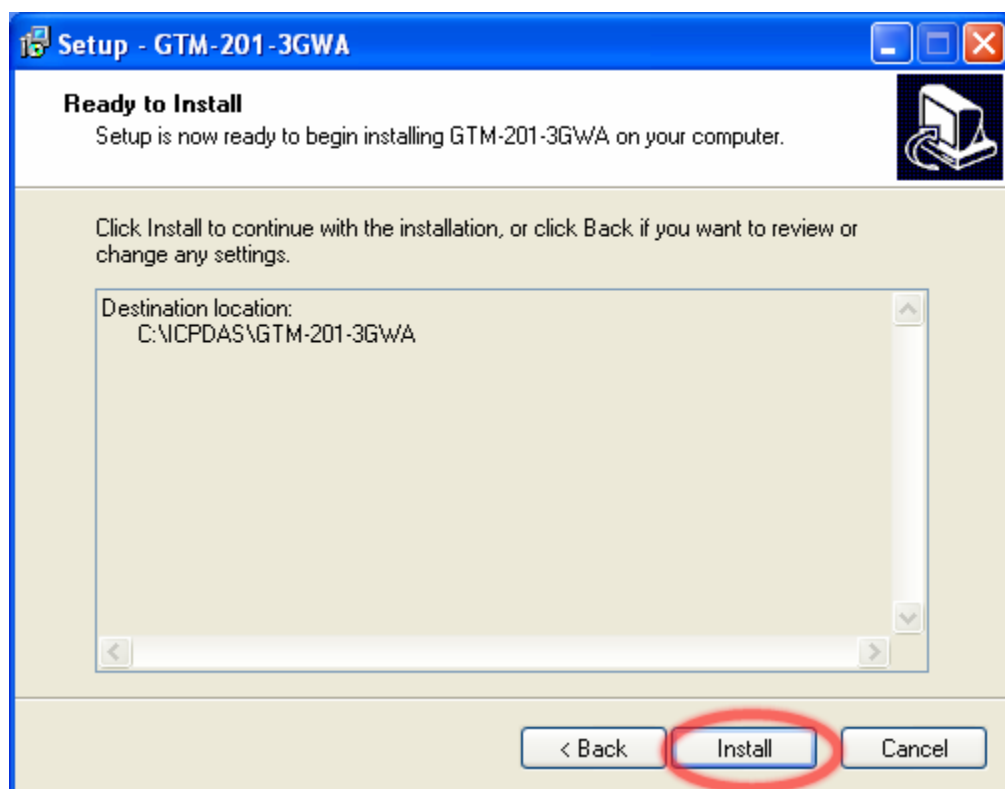 Setup - GTM-201-3GWA
Ready to Install
Setup is now ready to begin installing GTM-201-3GWA on your computer.
Click Install to continue with the installation, or click Back if you want to review or
change any settings.
Destination location:
C:\ICPDAS\GTM-201-3GWA
< Back
Install
Cancel